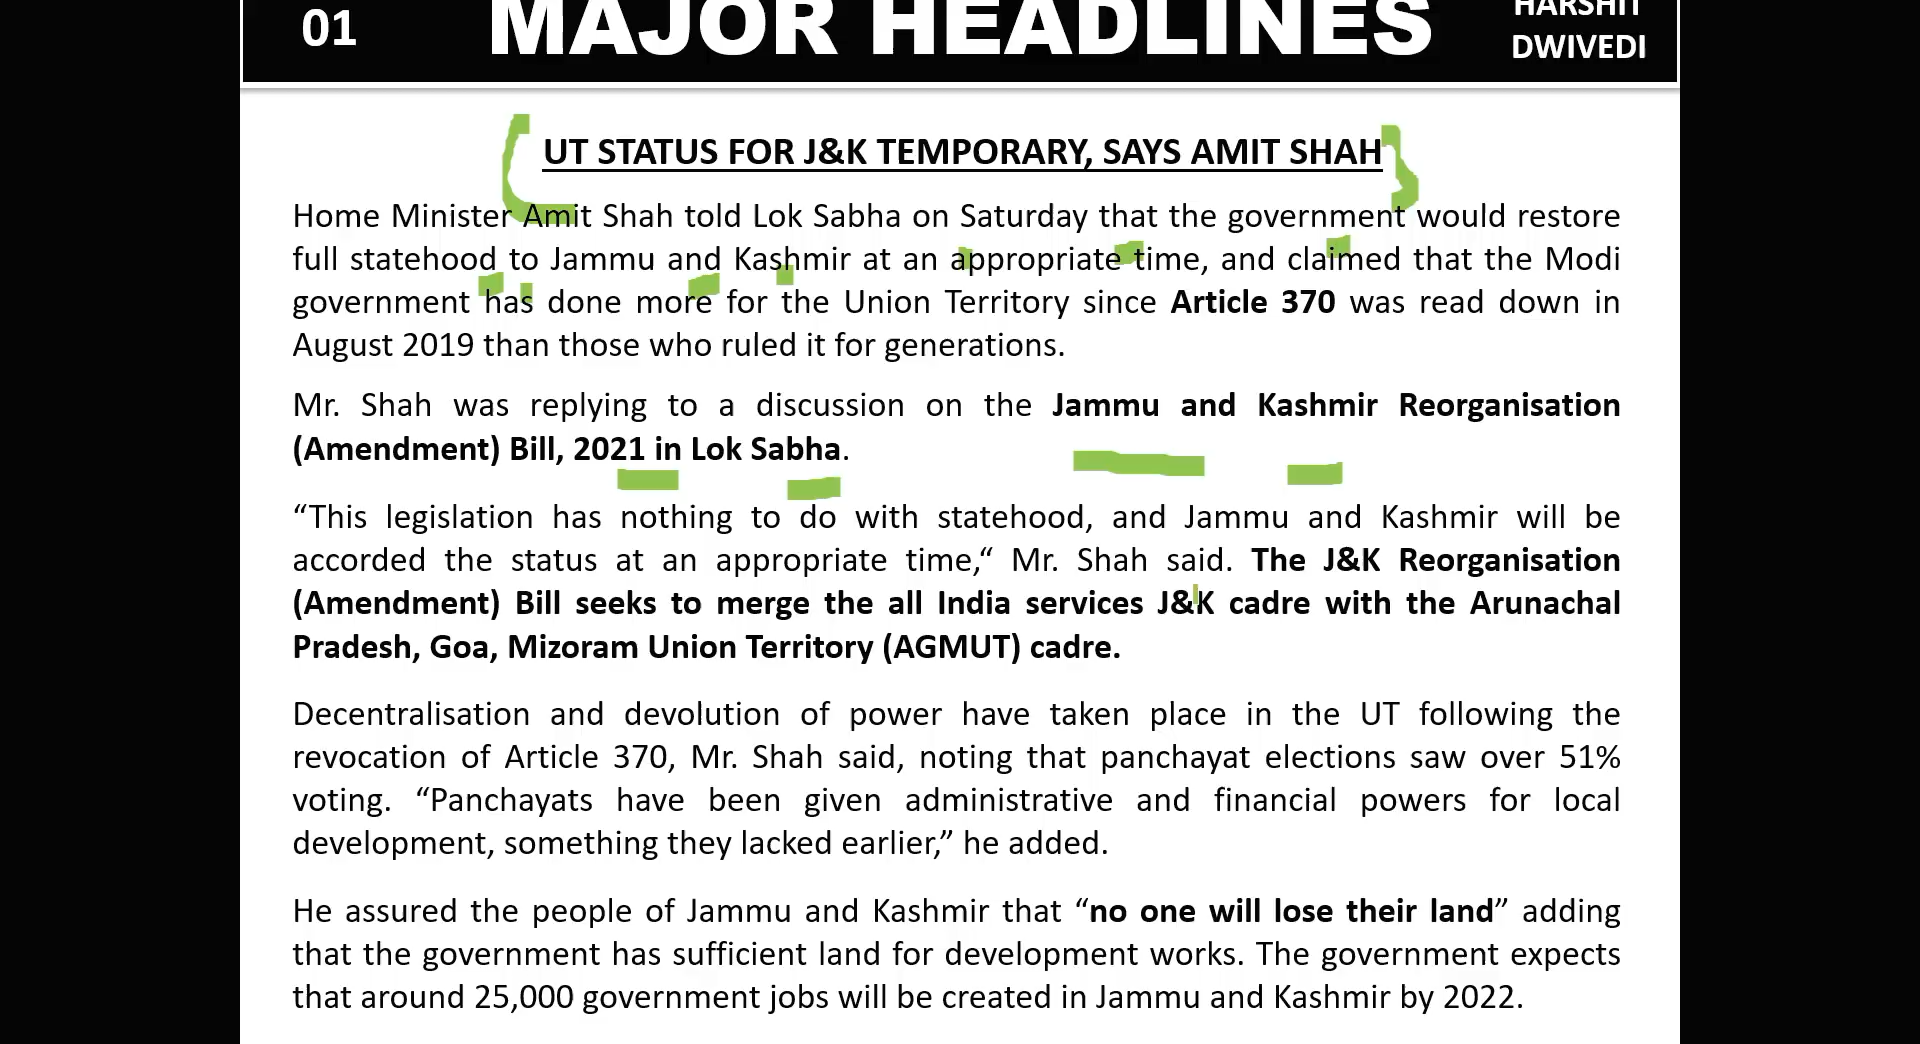 01
MAJOR HEADLINES
HARSHIT
DWIVEDI
UT STATUS FOR J&K TEMPORARY, SAYS AMIT SHAH
Home Minister Amit Shah told Lok Sabha on Saturday that the government would restore
full statehood to Jammu and Kashmir at an appropriate time, and claimed that the Modi
government has done more for the Union Territory since Article 370 was read down in
August 2019 than those who ruled it for generations.
Mr. Shah was replying to a discussion on the Jammu and Kashmir Reorganisation
(Amendment) Bill, 2021 in Lok Sabha.
“This legislation has nothing to do with statehood, and Jammu and Kashmir will be
accorded the status at an appropriate time,“ Mr. Shah said. The J&K Reorganisation
(Amendment) Bill seeks to merge the all India services J&K cadre with the Arunachal
Pradesh, Goa, Mizoram Union Territory (AGMUT) cadre.
Decentralisation and devolution of power have taken place in the UT following the
revocation of Article 370, Mr. Shah said, noting that panchayat elections saw over 51%
voting. “Panchayats have been given administrative and financial powers for local
development, something they lacked earlier,” he added.
He assured the people of Jammu and Kashmir that “no one will lose their land” adding
that the government has sufficient land for development works. The government expects
that around 25,000 government jobs will be created in Jammu and Kashmir by 2022.